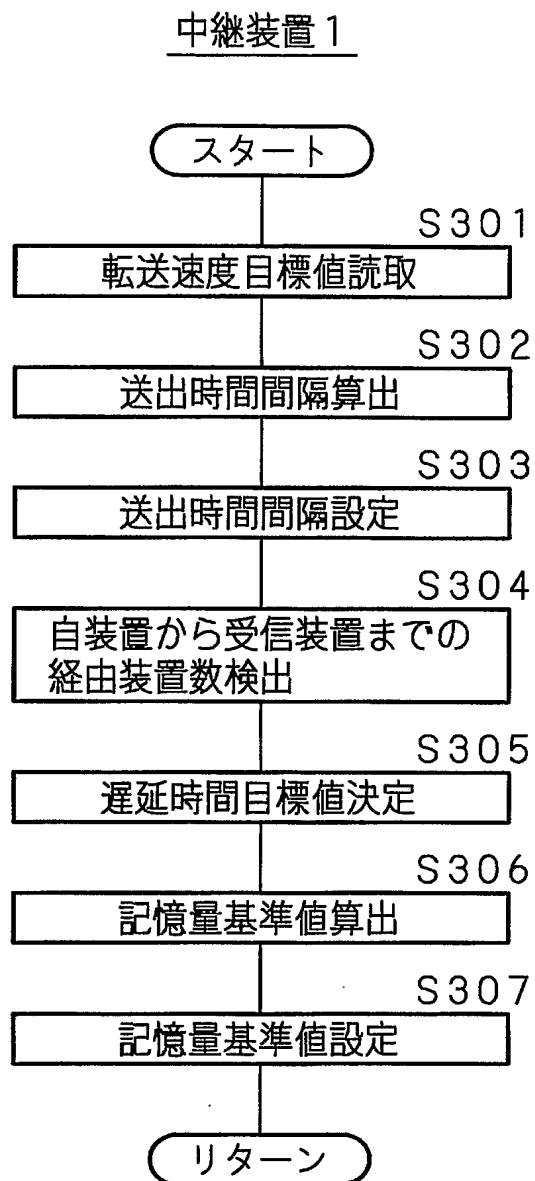 中継装置1
スタート
S301
転送速度目標値読取
S302
送出時間間隔算出
S303
送出時間間隔設定
S304
自装置から受信装置までの
経由装置数検出
S305
遅延時間目標値決定
S306
記憶量基準値算出
S307
記憶量基準値設定
リターン